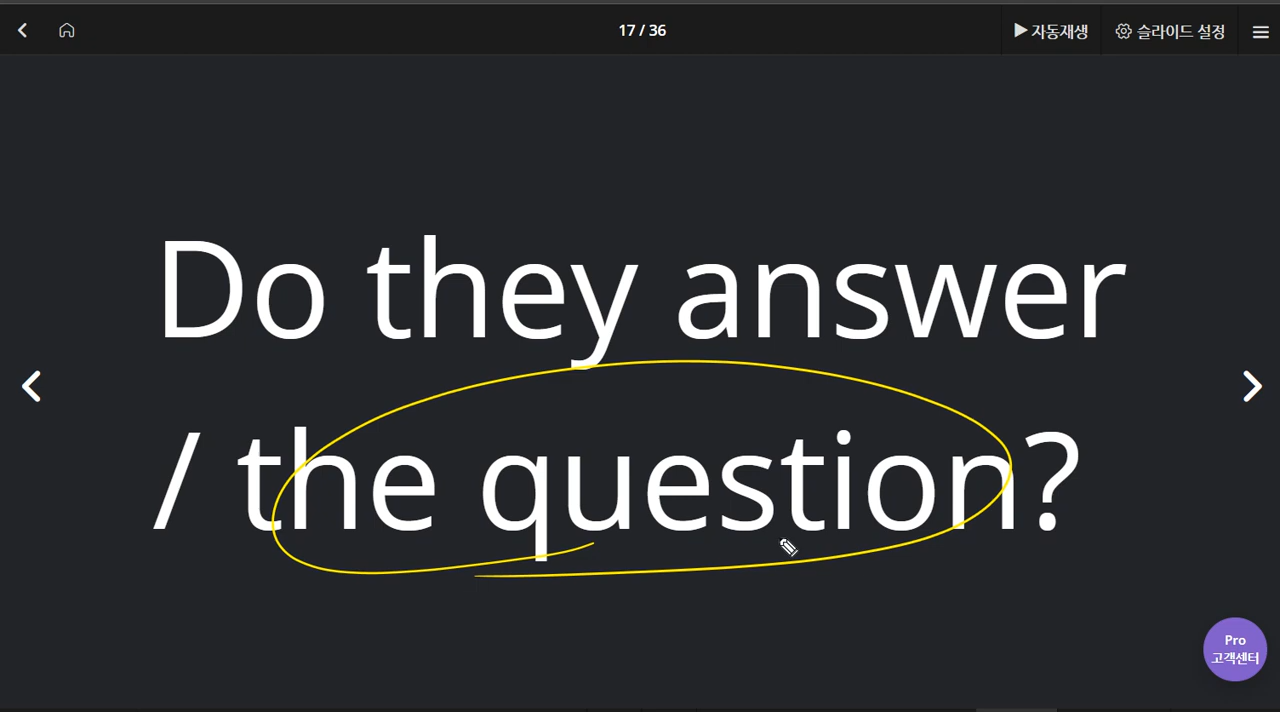 17 / 36
▶ 자동재생
슬라이드 설정
Do they answer
/ the question?
Pro
고객센터